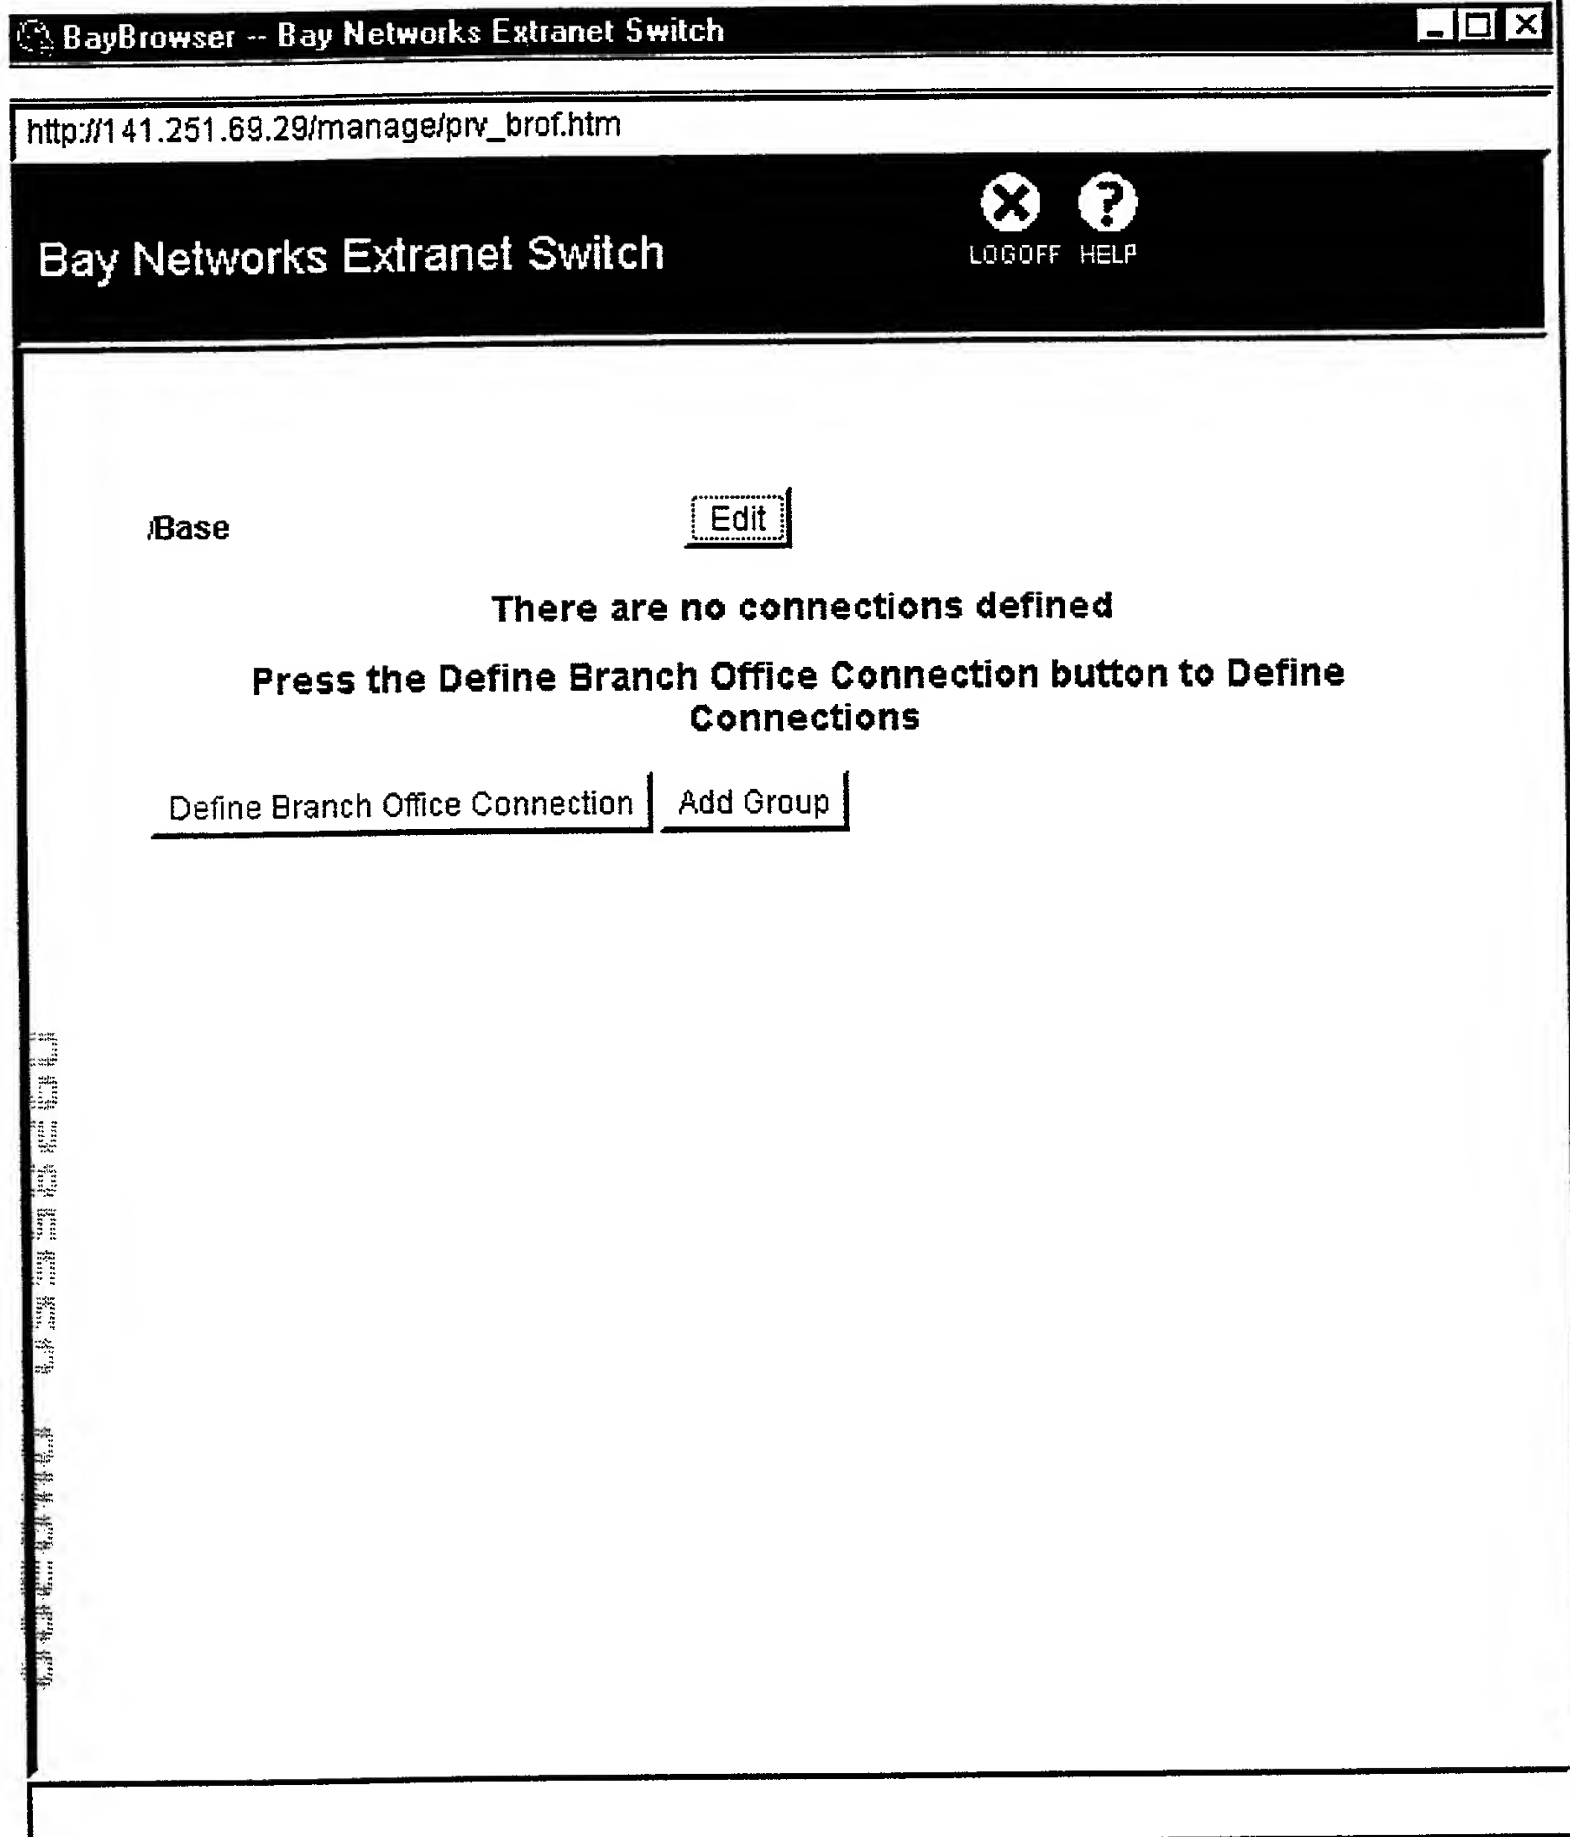 BayBrowser -- Bay Networks Extranet Switch
http://141.251.69.29/manage/prv_brof.htm
Bay Networks Extranet Switch
LOGOFF HELP
/Base
Edit
There are no connections defined
Press the Define Branch Office Connection button to Define
Connections
Define Branch Office Connection
Add Group